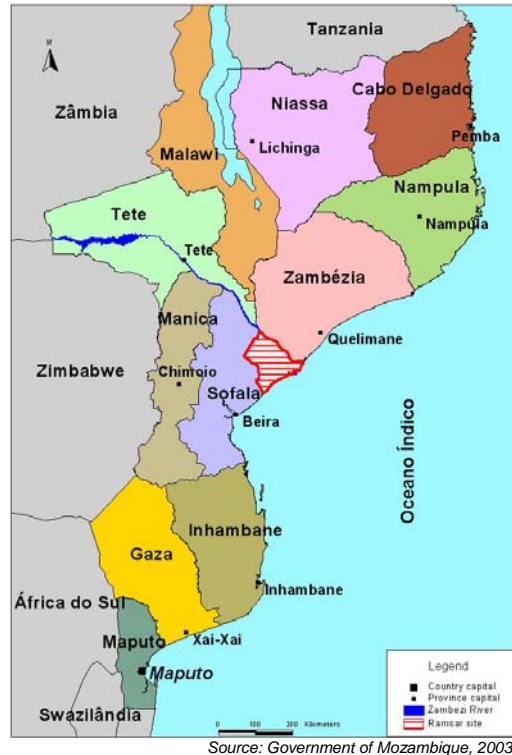 Tanzania
Cabo Delgado
Niassa
Zâmbia
Pemba
Lichinga
Malawi
Nampula
Tete
Nampula
Tete
Zambézia
Manica
Quelimane
Zimbabwe
Chimoio
Sofala
Beira
Oceano Índico
Inhambane
Gaza
Inhambane
África do Sul
Xai-Xai
Maputo
Maputo
Swazilândia
Legend
Country capital
Province capital
Zambezi River
Ramsar site
0 100 200 Kilometers
Source: Government of Mozambique, 2003